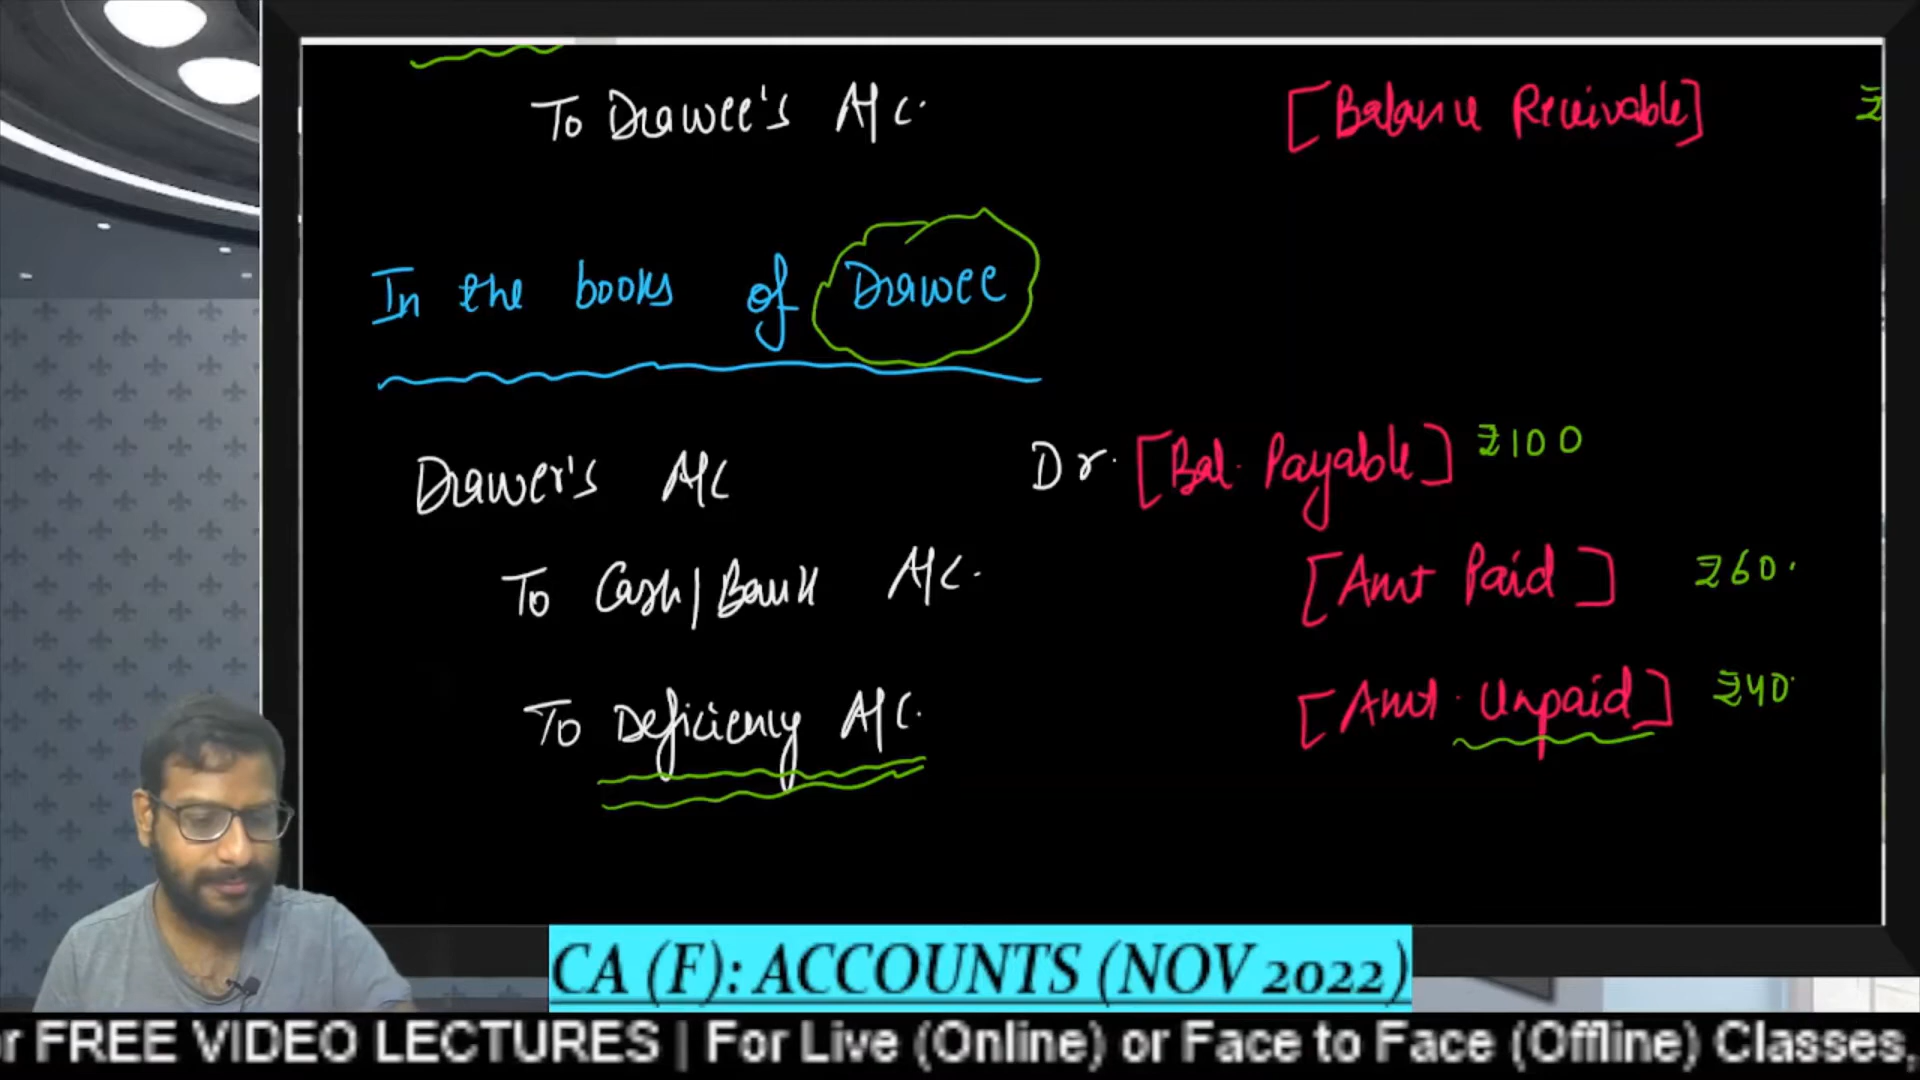 To Drawee's A/c. [Balance Receivable] ₹
In the books of Drawee
Drawer's A/c Dr. [Bal. Payable] ₹100
To Cash/Bank A/c. [Amt Paid] ₹60.
To Deficiency A/c. [Amt. Unpaid] ₹40.
CA (F): ACCOUNTS (NOV 2022)
r FREE VIDEO LECTURES | For Live (Online) or Face to Face (Offline) Classes,